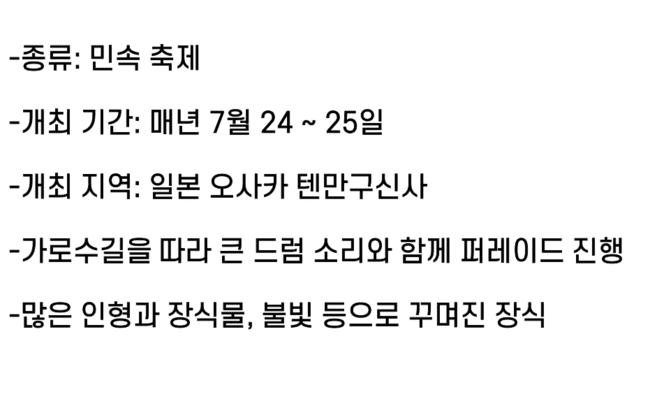 -종류: 민속 축제
-개최 기간: 매년 7월 24 ~ 25일
-개최 지역: 일본 오사카 텐만구신사
-가로수길을 따라 큰 드럼 소리와 함께 퍼레이드 진행
-많은 인형과 장식물, 불빛 등으로 꾸며진 장식